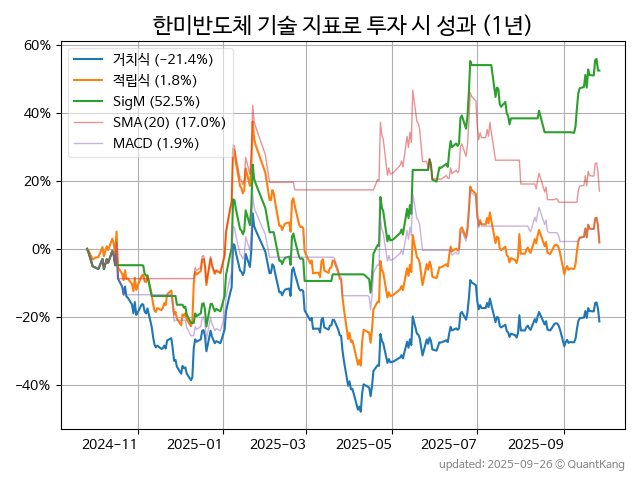 한미반도체 기술 지표로 투자 시 성과 (1년)
60%
40%
20%
0%
−20%
−40%
거치식 (−21.4%)
적립식 (1.8%)
SigM (52.5%)
SMA(20) (17.0%)
MACD (1.9%)
2024-11 2025-01 2025-03 2025-05 2025-07 2025-09
updated: 2025-09-26 © QuantKang